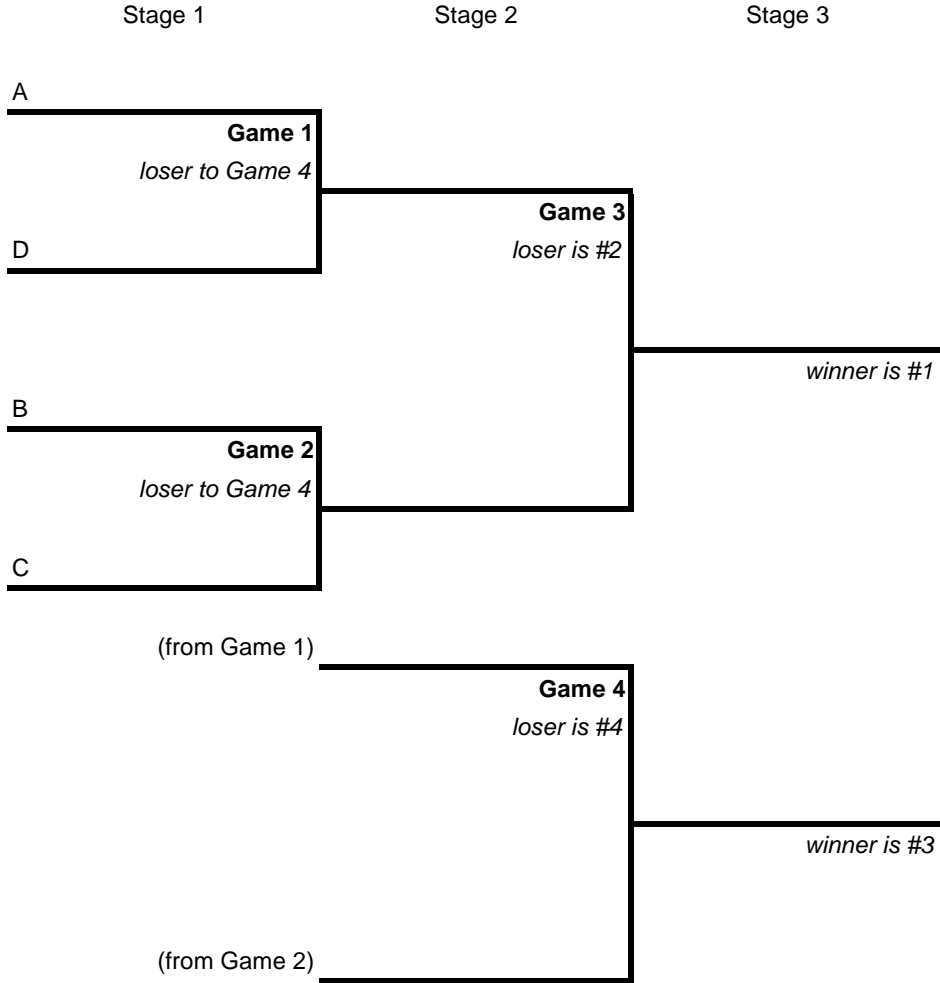 Stage 1
Stage 2
Stage 3
A
Game 1
loser to Game 4
D
Game 3
loser is #2
winner is #1
B
Game 2
loser to Game 4
C
(from Game 1)
Game 4
loser is #4
winner is #3
(from Game 2)